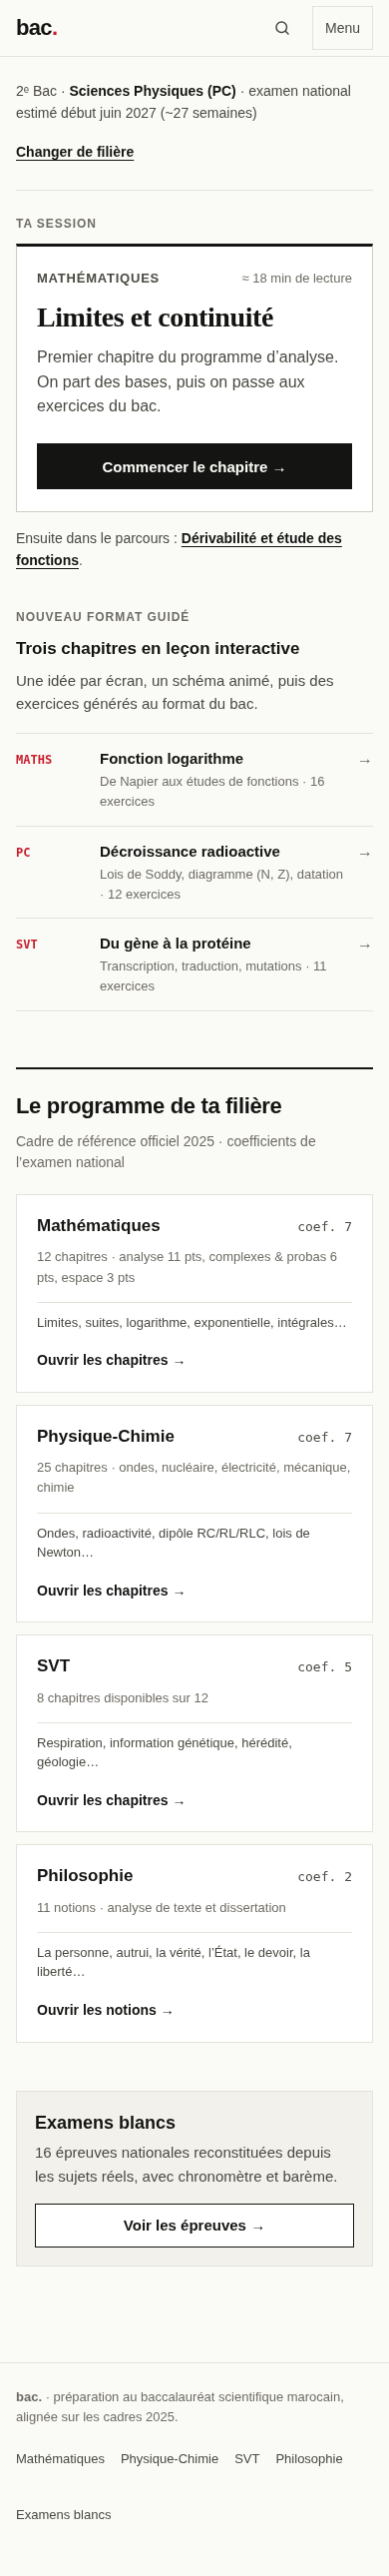 bac.
Menu
2ᵉ Bac · Sciences Physiques (PC) · examen national
estimé début juin 2027 (~27 semaines)
Changer de filière
TA SESSION
MATHÉMATIQUES ≈ 18 min de lecture
Limites et continuité
Premier chapitre du programme d’analyse.
On part des bases, puis on passe aux
exercices du bac.
Commencer le chapitre →
Ensuite dans le parcours : Dérivabilité et étude des
fonctions.
NOUVEAU FORMAT GUIDÉ
Trois chapitres en leçon interactive
Une idée par écran, un schéma animé, puis des
exercices générés au format du bac.
MATHS Fonction logarithme →
De Napier aux études de fonctions · 16
exercices
PC Décroissance radioactive →
Lois de Soddy, diagramme (N, Z), datation
· 12 exercices
SVT Du gène à la protéine →
Transcription, traduction, mutations · 11
exercices
Le programme de ta filière
Cadre de référence officiel 2025 · coefficients de
l’examen national
Mathématiques coef. 7
12 chapitres · analyse 11 pts, complexes & probas 6
pts, espace 3 pts
Limites, suites, logarithme, exponentielle, intégrales…
Ouvrir les chapitres →
Physique-Chimie coef. 7
25 chapitres · ondes, nucléaire, électricité, mécanique,
chimie
Ondes, radioactivité, dipôle RC/RL/RLC, lois de
Newton…
Ouvrir les chapitres →
SVT coef. 5
8 chapitres disponibles sur 12
Respiration, information génétique, hérédité,
géologie…
Ouvrir les chapitres →
Philosophie coef. 2
11 notions · analyse de texte et dissertation
La personne, autrui, la vérité, l’État, le devoir, la
liberté…
Ouvrir les notions →
Examens blancs
16 épreuves nationales reconstituées depuis
les sujets réels, avec chronomètre et barème.
Voir les épreuves →
bac. · préparation au baccalauréat scientifique marocain,
alignée sur les cadres 2025.
Mathématiques Physique-Chimie SVT Philosophie
Examens blancs